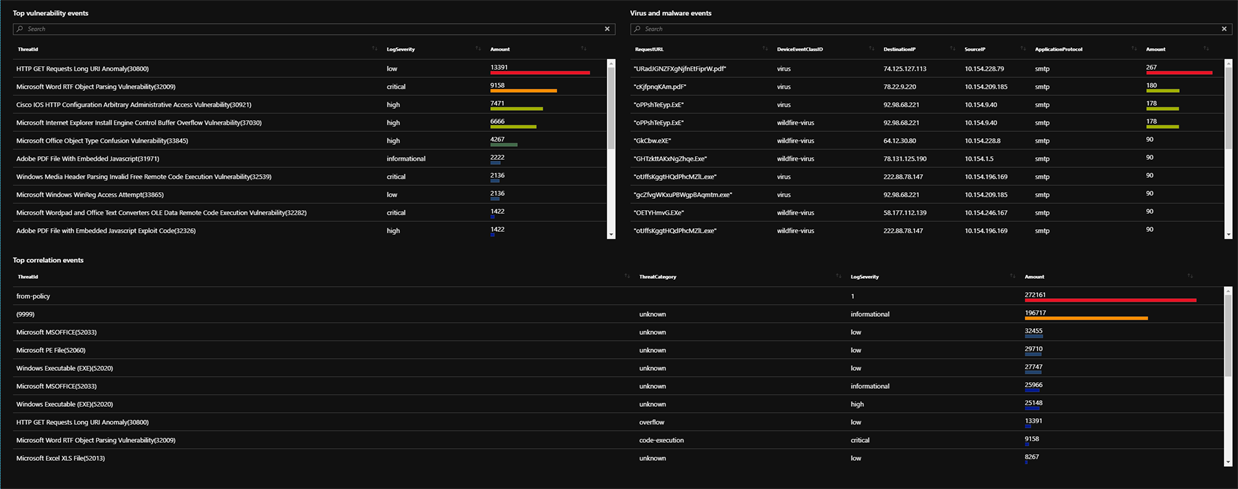 Top vulnerability events
Search
ThreatId LogSeverity Amount
HTTP GET Requests Long URI Anomaly(30800) low 13391
Microsoft Word RTF Object Parsing Vulnerability(32009) critical 9158
Cisco IOS HTTP Configuration Arbitrary Administrative Access Vulnerability(30921) high 7471
Microsoft Internet Explorer Install Engine Control Buffer Overflow Vulnerability(37030) high 6666
Microsoft Office Object Type Confusion Vulnerability(33845) high 4267
Adobe PDF File With Embedded Javascript(31971) informational 2222
Windows Media Header Parsing Invalid Free Remote Code Execution Vulnerability(32539) critical 2136
Microsoft Windows WinReg Access Attempt(33865) low 2136
Microsoft Wordpad and Office Text Converters OLE Data Remote Code Execution Vulnerability(32282) critical 1422
Adobe PDF File with Embedded Javascript Exploit Code(32326) high 1422
Virus and malware events
Search
RequestURL DeviceEventClassID DestinationIP SourceIP ApplicationProtocol Amount
virus 74.125.127.113 10.154.228.79 smtp 267
"cKjfpnqKAm.pdF" virus 78.22.9.220 10.154.209.185 smtp 180
"oPPshTeEyp.ExE" virus 92.98.68.221 10.154.9.40 smtp 178
"oPPshTeEyp.ExE" wildfire-virus 92.98.68.221 10.154.9.40 smtp 178
"GkCbw.eXE" virus 64.12.30.80 10.154.228.8 smtp 90
"GHTzkttAKxNgZhqe.Exe" wildfire-virus 78.131.125.190 10.154.1.5 smtp 90
wildfire-virus 222.88.78.147 10.154.196.169 smtp 90
wildfire-virus 92.98.68.221 10.154.209.185 smtp 90
"OETYHmvG.EXe" wildfire-virus 58.177.112.139 10.154.246.167 smtp 90
wildfire-virus 222.88.78.147 10.154.196.169 smtp 90
Top correlation events
ThreatId ThreatCategory LogSeverity Amount
from-policy 1 272161
(9999) unknown informational 196717
Microsoft MSOFFICE(52033) unknown low 32455
Microsoft PE File(52060) unknown low 29710
Windows Executable (EXE)(52020) unknown low 27747
Microsoft MSOFFICE(52033) unknown informational 25966
Windows Executable (EXE)(52020) unknown high 25148
HTTP GET Requests Long URI Anomaly(30800) overflow low 13391
Microsoft Word RTF Object Parsing Vulnerability(32009) code-execution critical 9158
Microsoft Excel XLS File(52013) unknown low 8267